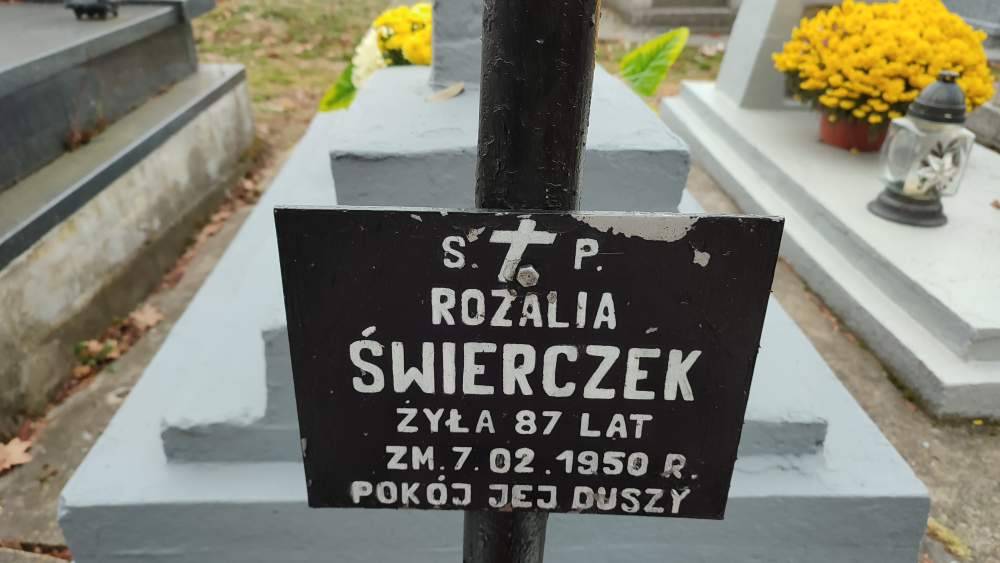 Ś. P.
ROZALIA
ŚWIERCZEK
ŻYŁA 87 LAT
ZM. 7. 02. 1950 R.
POKÓJ JEJ DUSZY